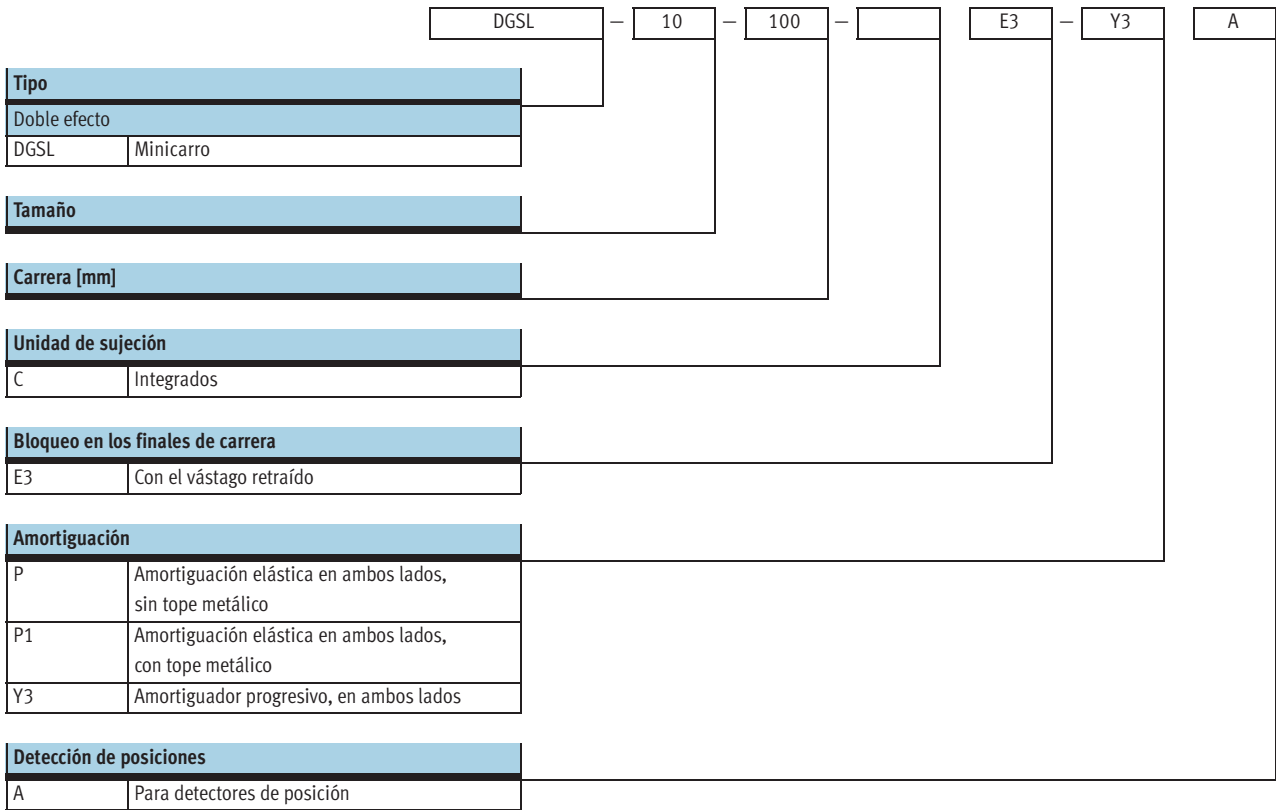 DGSL – 10 – 100 – E3 – Y3 A
Tipo
Doble efecto
DGSL Minicarro
Tamaño
Carrera [mm]
Unidad de sujeción
C Integrados
Bloqueo en los finales de carrera
E3 Con el vástago retraído
Amortiguación
P Amortiguación elástica en ambos lados,
sin tope metálico
P1 Amortiguación elástica en ambos lados,
con tope metálico
Y3 Amortiguador progresivo, en ambos lados
Detección de posiciones
A Para detectores de posición